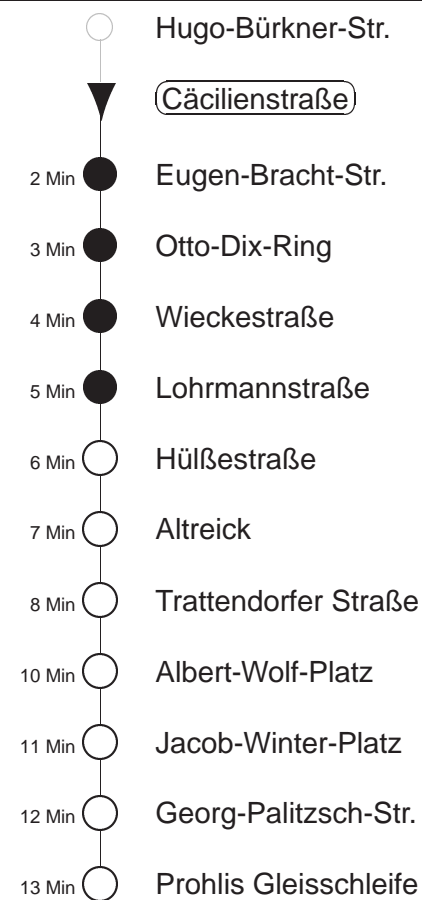 Hugo-Bürkner-Str.
Cäcilienstraße
2 Min Eugen-Bracht-Str.
3 Min Otto-Dix-Ring
4 Min Wieckestraße
5 Min Lohrmannstraße
6 Min Hülßestraße
7 Min Altreick
8 Min Trattendorfer Straße
10 Min Albert-Wolf-Platz
11 Min Jacob-Winter-Platz
12 Min Georg-Palitzsch-Str.
13 Min Prohlis Gleisschleife